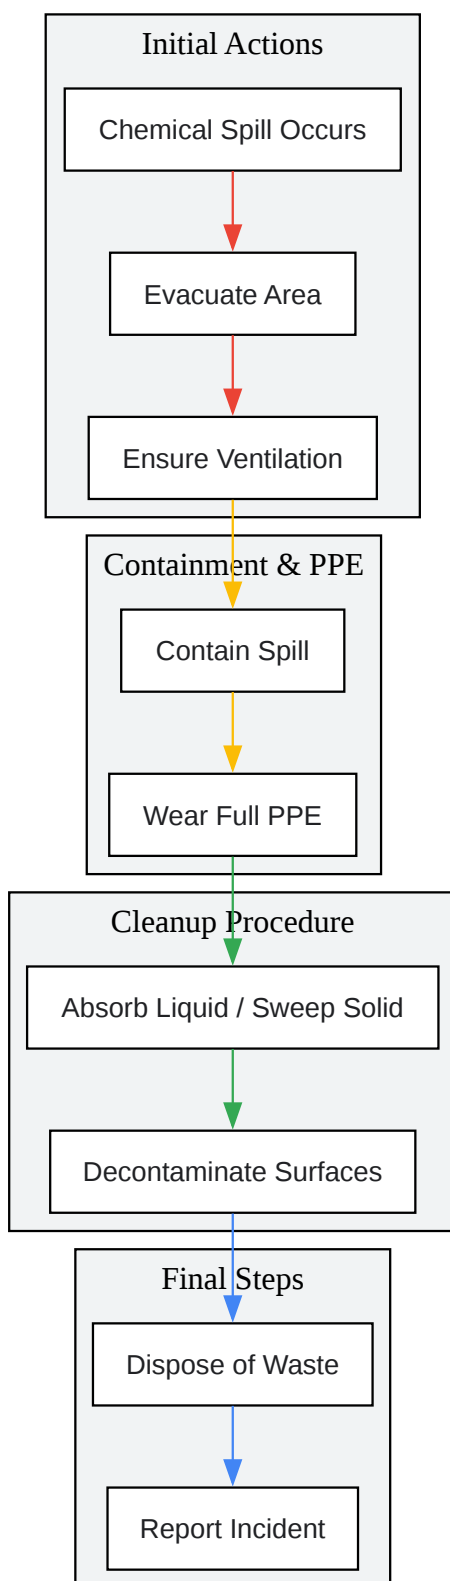 Initial Actions
Chemical Spill Occurs
Evacuate Area
Ensure Ventilation
Containment & PPE
Contain Spill
Wear Full PPE
Cleanup Procedure
Absorb Liquid / Sweep Solid
Decontaminate Surfaces
Final Steps
Dispose of Waste
Report Incident